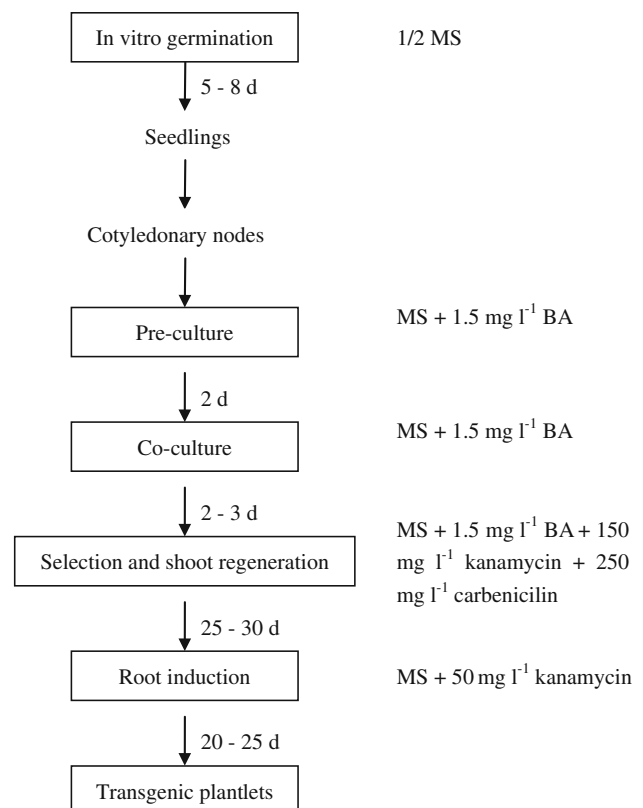 In vitro germination 1/2 MS
5 - 8 d
Seedlings
Cotyledonary nodes
Pre-culture MS + 1.5 mg l⁻¹ BA
2 d
Co-culture MS + 1.5 mg l⁻¹ BA
2 - 3 d
Selection and shoot regeneration
MS + 1.5 mg l⁻¹ BA + 150
mg l⁻¹ kanamycin + 250
mg l⁻¹ carbenicilin
25 - 30 d
Root induction MS + 50 mg l⁻¹ kanamycin
20 - 25 d
Transgenic plantlets